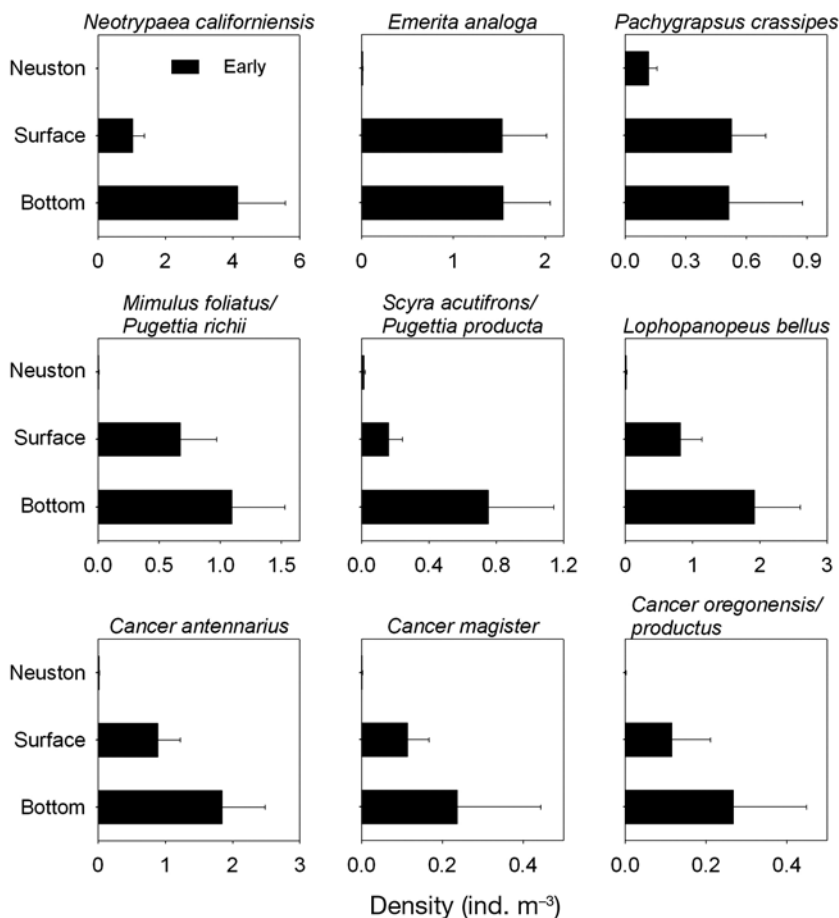 Neotrypaea californiensis
Emerita analoga
Pachygrapsus crassipes
Neuston
Early
Surface
Bottom
0 2 4 6
0 1 2
0.0 0.3 0.6 0.9
Mimulus foliatus/
Pugettia richii
Scyra acutifrons/
Pugettia producta
Lophopanopeus bellus
Neuston
Surface
Bottom
0.0 0.5 1.0 1.5
0.0 0.4 0.8 1.2
0 1 2 3
Cancer antennarius
Cancer magister
Cancer oregonensis/
productus
Neuston
Surface
Bottom
0 1 2 3
0.0 0.2 0.4
0.0 0.2 0.4
Density (ind. m⁻³)